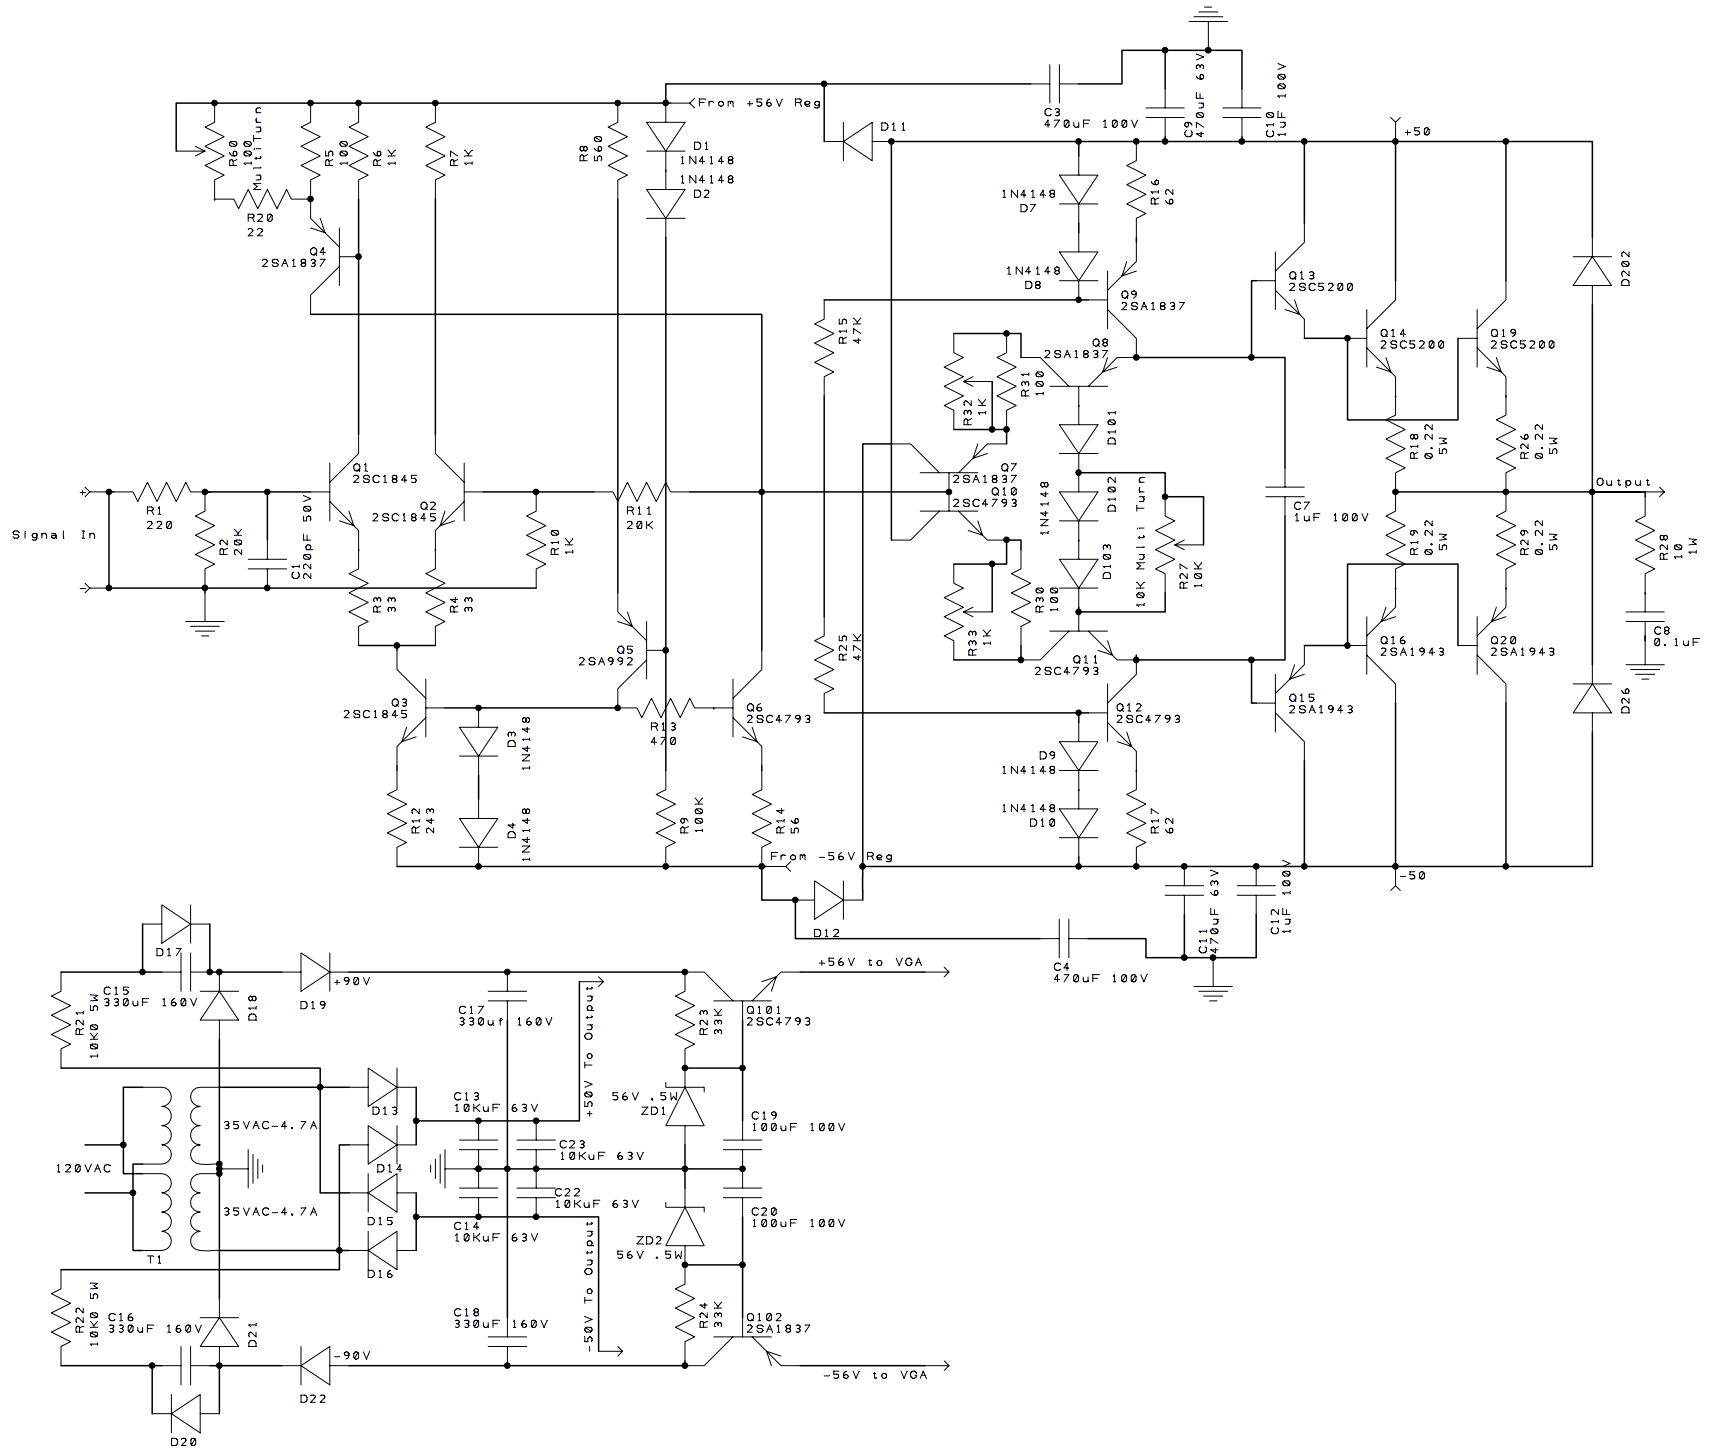 From +56V Reg
C3
470uF 100V
C9
470uF 63V
C10
1uF 100V
+50
D11
R60
100
MultiTurn
R5
100
R6
1K
R7
1K
R8
560
D1
1N4148
1N4148
D2
R20
22
Q4
2SA1837
1N4148
D7
R16
62
1N4148
D8
Q9
2SA1837
Q13
2SC5200
D202
R15
47K
Q8
2SA1837
Q14
2SC5200
Q19
2SC5200
R32
1K
R31
100
D101
R18
0.22
5W
R26
0.22
5W
Q1
2SC1845
Q2
2SC1845
Q7
2SA1837
Q10
2SC4793
D102
1N4148
10K Multi Turn
Output
+
R1
220
R11
20K
C7
1uF 100V
Signal In
R2
20K
C1
220pF 50V
R10
1K
D103
R27
10K
R19
0.22
5W
R29
0.22
5W
R28
10
1W
-
R3
33
R4
33
R33
1K
R30
100
C8
0.1uF
Q5
2SA992
R25
47K
Q11
2SC4793
Q16
2SA1943
Q20
2SA1943
Q3
2SC1845
R13
470
Q6
2SC4793
Q12
2SC4793
Q15
2SA1943
D26
D3
1N4148
D9
1N4148
R12
243
D4
1N4148
R9
100K
R14
56
1N4148
D10
R17
62
From -56V Reg
-50
D12
C4
470uF 100V
C11
470uF 63V
C12
1uF 100V
D17
C15
330uF 160V
D18
D19
+90V
+56V to VGA
R21
10K0 5W
C17
330uf 160V
+50V To Output
R23
33K
Q101
2SC4793
35VAC-4.7A
D13
C13
10KuF 63V
56V .5W
ZD1
C19
100uF 100V
120VAC
D14
C23
10KuF 63V
35VAC-4.7A
D15
C22
10KuF 63V
C14
10KuF 63V
C20
100uF 100V
T1
D16
ZD2
56V .5W
-50V To Output
R22
10K0 5W
C16
330uF 160V
D21
C18
330uF 160V
R24
33K
Q102
2SA1837
-90V
D22
-56V to VGA
D20